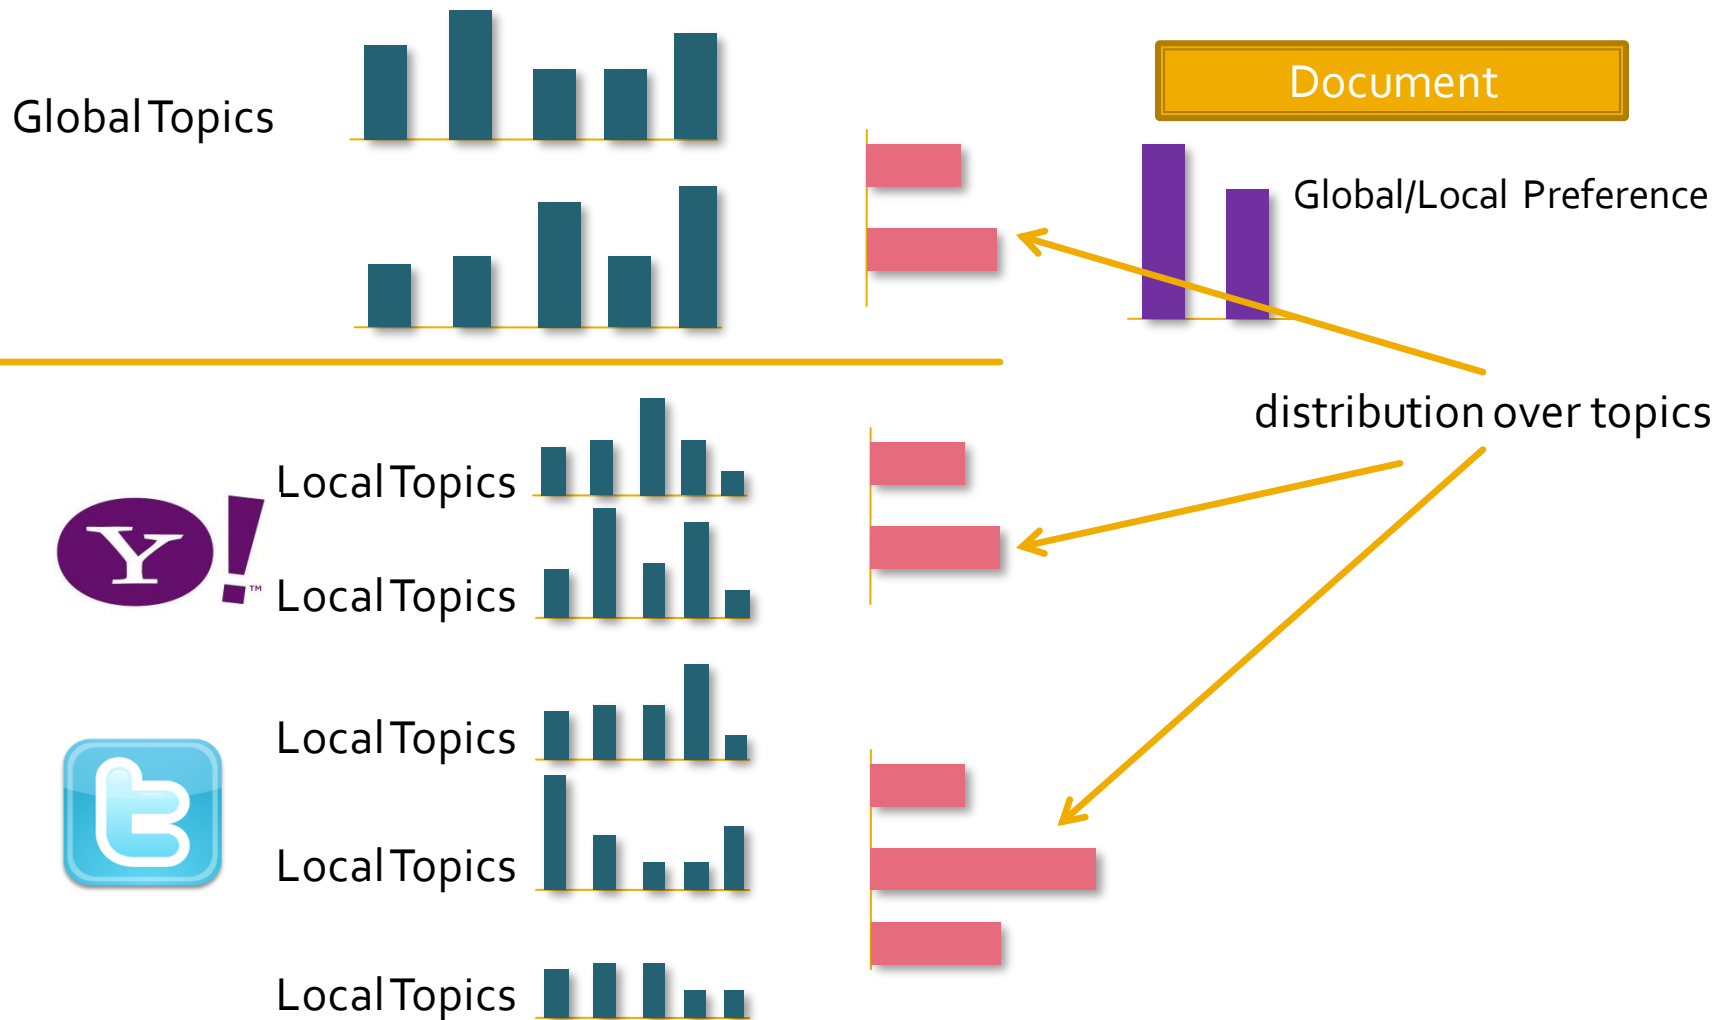 Document
Global Topics
Global/Local Preference
distribution over topics
Local Topics
Y!™
Local Topics
Local Topics
t
Local Topics
Local Topics